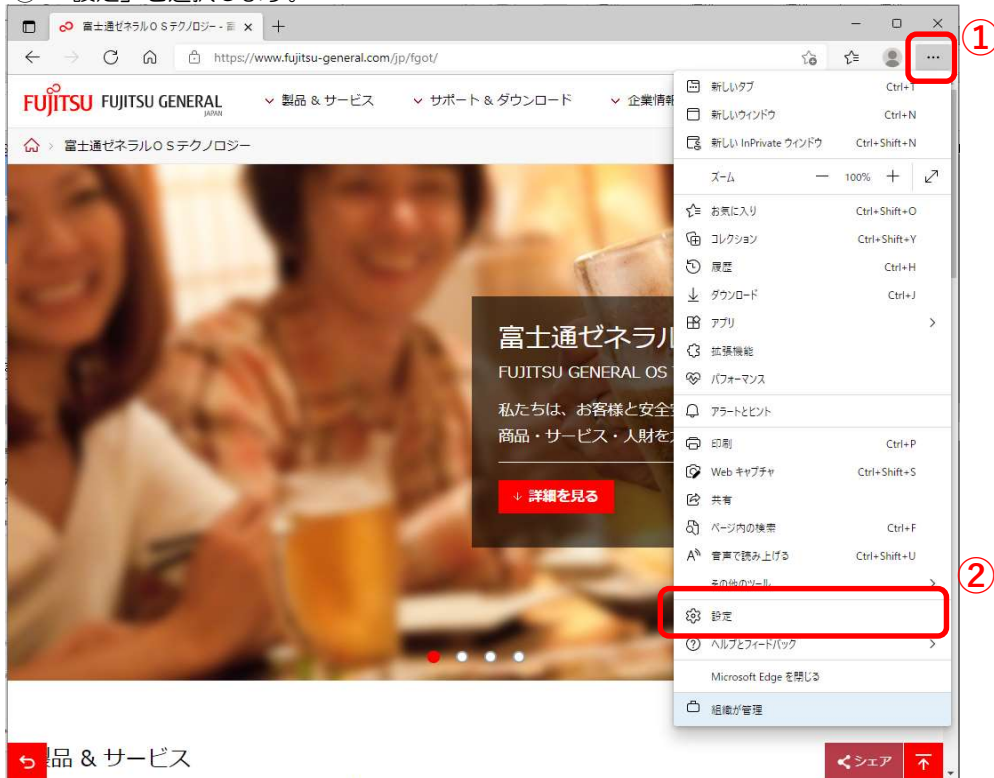 設定」を選択します。
富士通ゼネラルＯＳテクノロジー - 富
①
https://www.fujitsu-general.com/jp/fgot/
FUJITSU FUJITSU GENERAL
JAPAN
製品 & サービス
サポート & ダウンロード
企業情報
富士通ゼネラルＯＳテクノロジー
新しいタブ Ctrl+T
新しいウィンドウ Ctrl+N
新しい InPrivate ウィンドウ Ctrl+Shift+N
ズーム — 100% +
お気に入り Ctrl+Shift+O
コレクション Ctrl+Shift+Y
履歴 Ctrl+H
ダウンロード Ctrl+J
アプリ
拡張機能
パフォーマンス
アラートとヒント
印刷 Ctrl+P
Web キャプチャ Ctrl+Shift+S
共有
ページ内の検索 Ctrl+F
音声で読み上げる Ctrl+Shift+U
その他のツール
②
設定
ヘルプとフィードバック
Microsoft Edge を閉じる
組織が管理
富士通ゼネラル
FUJITSU GENERAL OS
私たちは、お客様と安全
商品・サービス・人財を
詳細を見る
品 & サービス
シェア